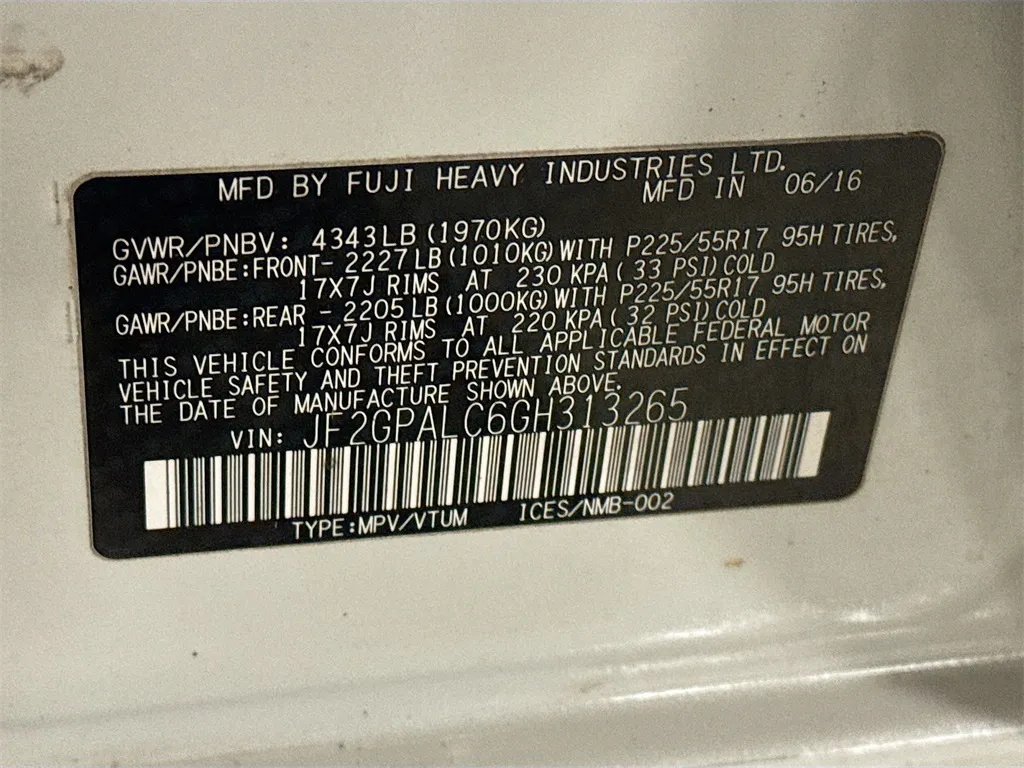 MFD BY FUJI HEAVY INDUSTRIES LTD.
MFD IN 06/16
GVWR/PNBV: 4343LB(1970KG)
GAWR/PNBE:FRONT- 2227LB(1010KG)WITH P225/55R17 95H TIRES,
17X7J RIMS AT 230 KPA(33 PSI)COLD
GAWR/PNBE:REAR - 2205LB(1000KG)WITH P225/55R17 95H TIRES,
17X7J RIMS AT 220 KPA(32 PSI)COLD
THIS VEHICLE CONFORMS TO ALL APPLICABLE FEDERAL MOTOR
VEHICLE SAFETY AND THEFT PREVENTION STANDARDS IN EFFECT ON
THE DATE OF MANUFACTURE SHOWN ABOVE.
VIN: JF2GPALC6GH313265
TYPE:MPV/VTUM ICES/NMB-002